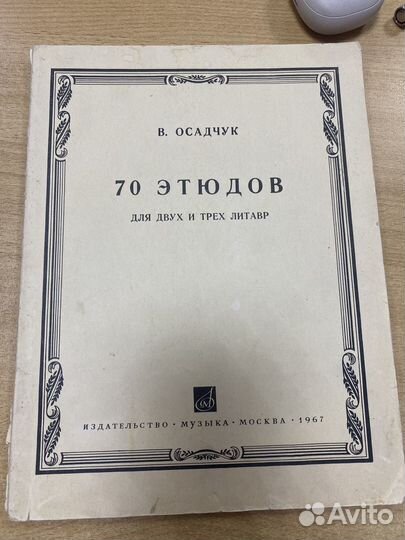 В. ОСАДЧУК
70 ЭТЮДОВ
ДЛЯ ДВУХ И ТРЕХ ЛИТАВР
ИЗДАТЕЛЬСТВО • МУЗЫКА • МОСКВА • 1967
Avito